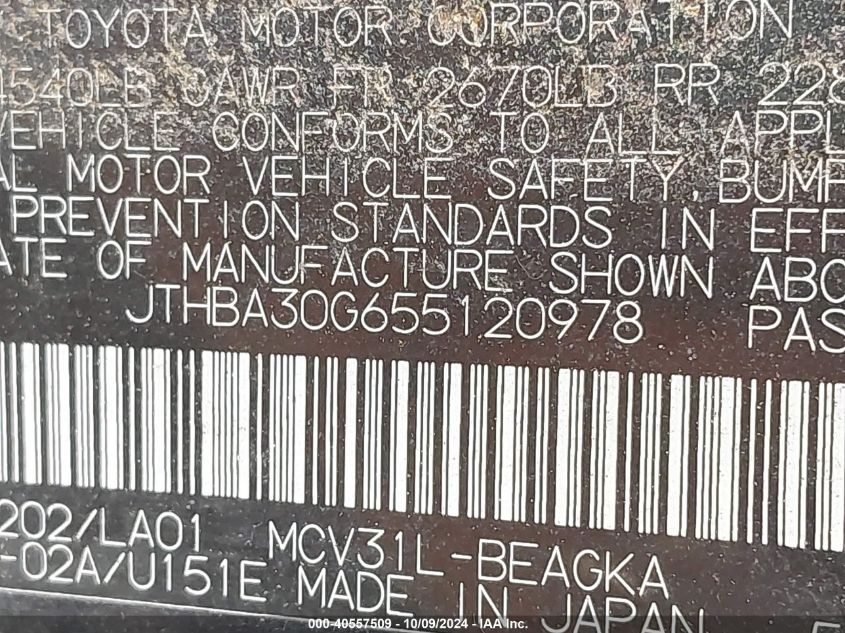 TOYOTA MOTOR CORPORATION
4540LB GAWR FR 2670LB RR 228
VEHICLE CONFORMS TO ALL APPL
AL MOTOR VEHICLE SAFETY, BUMP
PREVENTION STANDARDS IN EFF
ATE OF MANUFACTURE SHOWN ABO
JTHBA30G655120978 PAS
202/LA01 MCV31L-BEAGKA
-02A/U151E MADE IN JAPAN
000-40557509 - 10/09/2024 - IAA Inc.